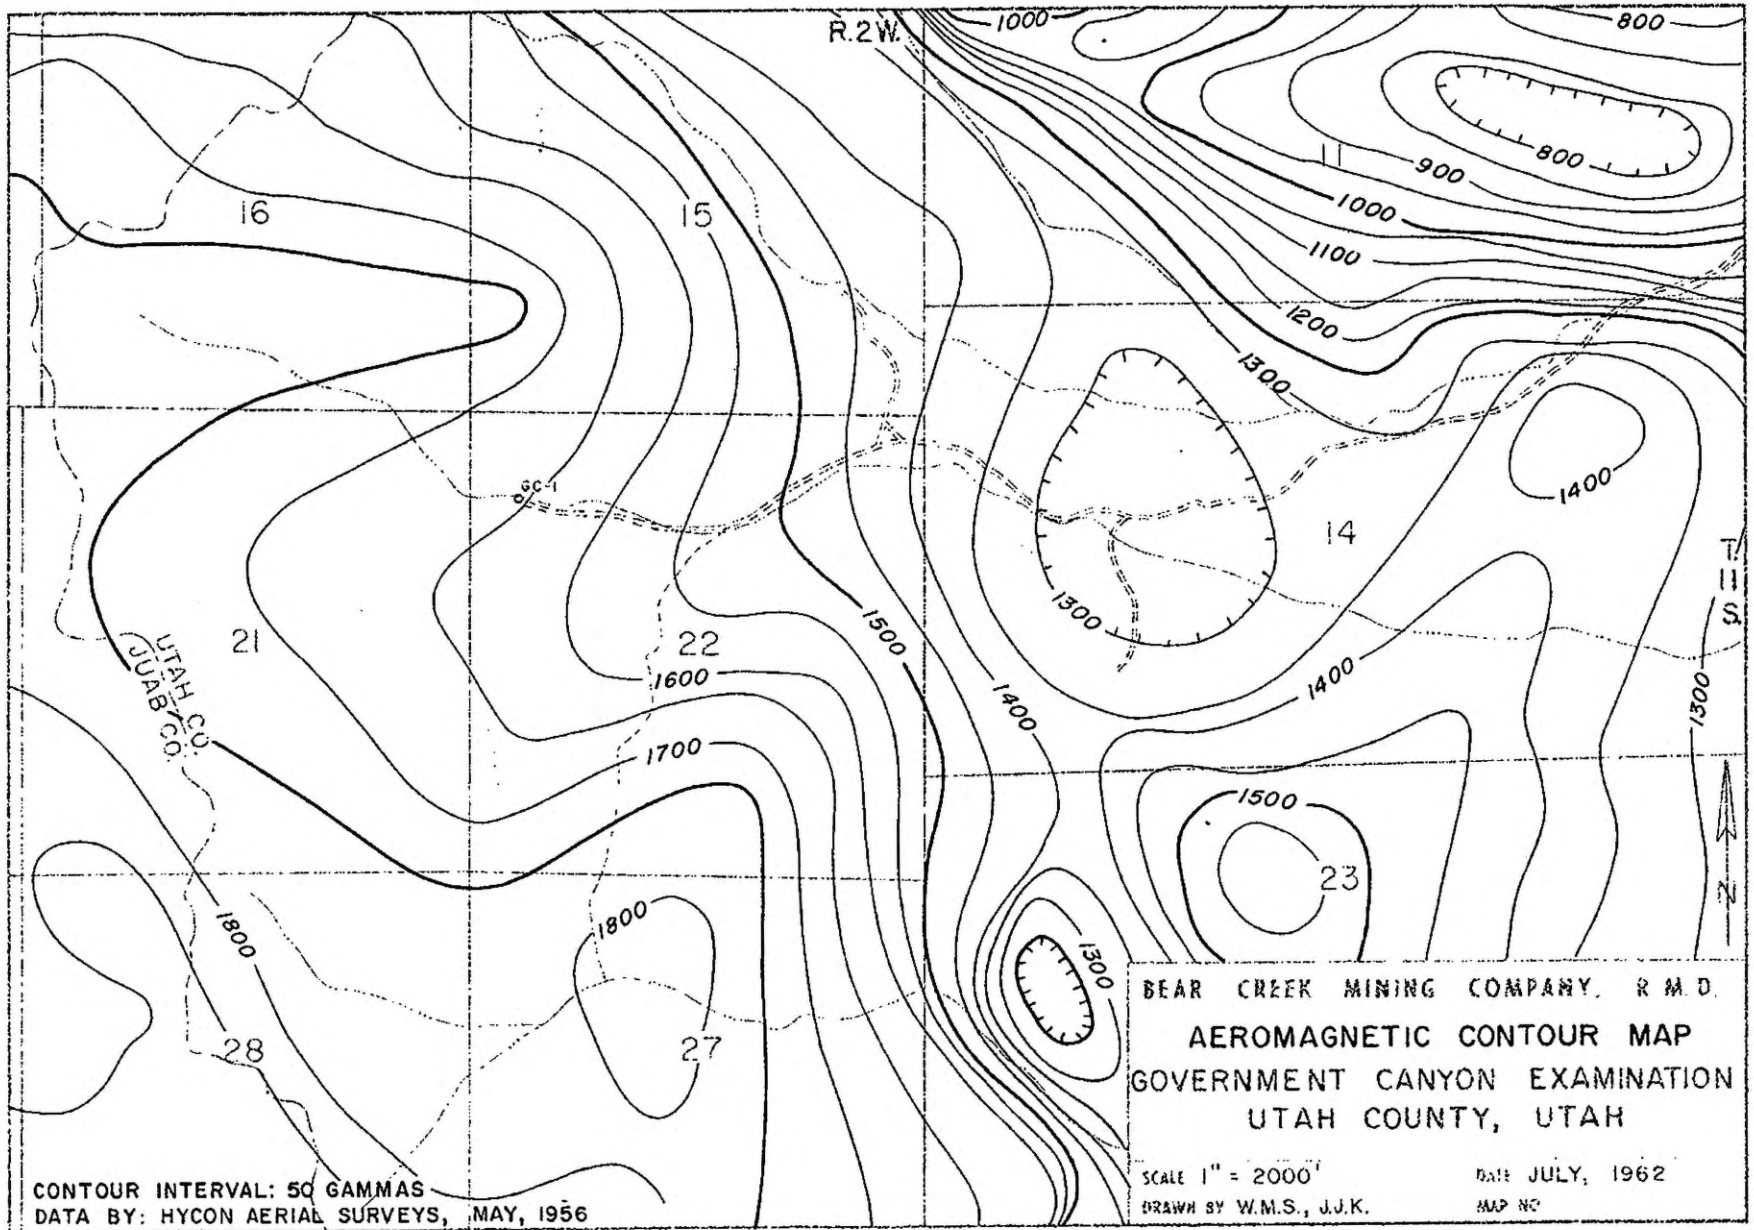 R.2W.
1000
800
11
800
900
1000
16
15
1100
1200
1300
1400
GC-1
14
T.
11
S.
1300
21
UTAH CO.
JUAB CO.
22
1500
1600
1400
1400
1300
1700
1500
23
N
1800
1800
1300
28
27
BEAR CREEK MINING COMPANY, R.M.D.
AEROMAGNETIC CONTOUR MAP
GOVERNMENT CANYON EXAMINATION
UTAH COUNTY, UTAH
SCALE 1" = 2000'
DATE JULY, 1962
DRAWN BY W.M.S., J.J.K.
MAP NO
CONTOUR INTERVAL: 50 GAMMAS
DATA BY: HYCON AERIAL SURVEYS, MAY, 1956